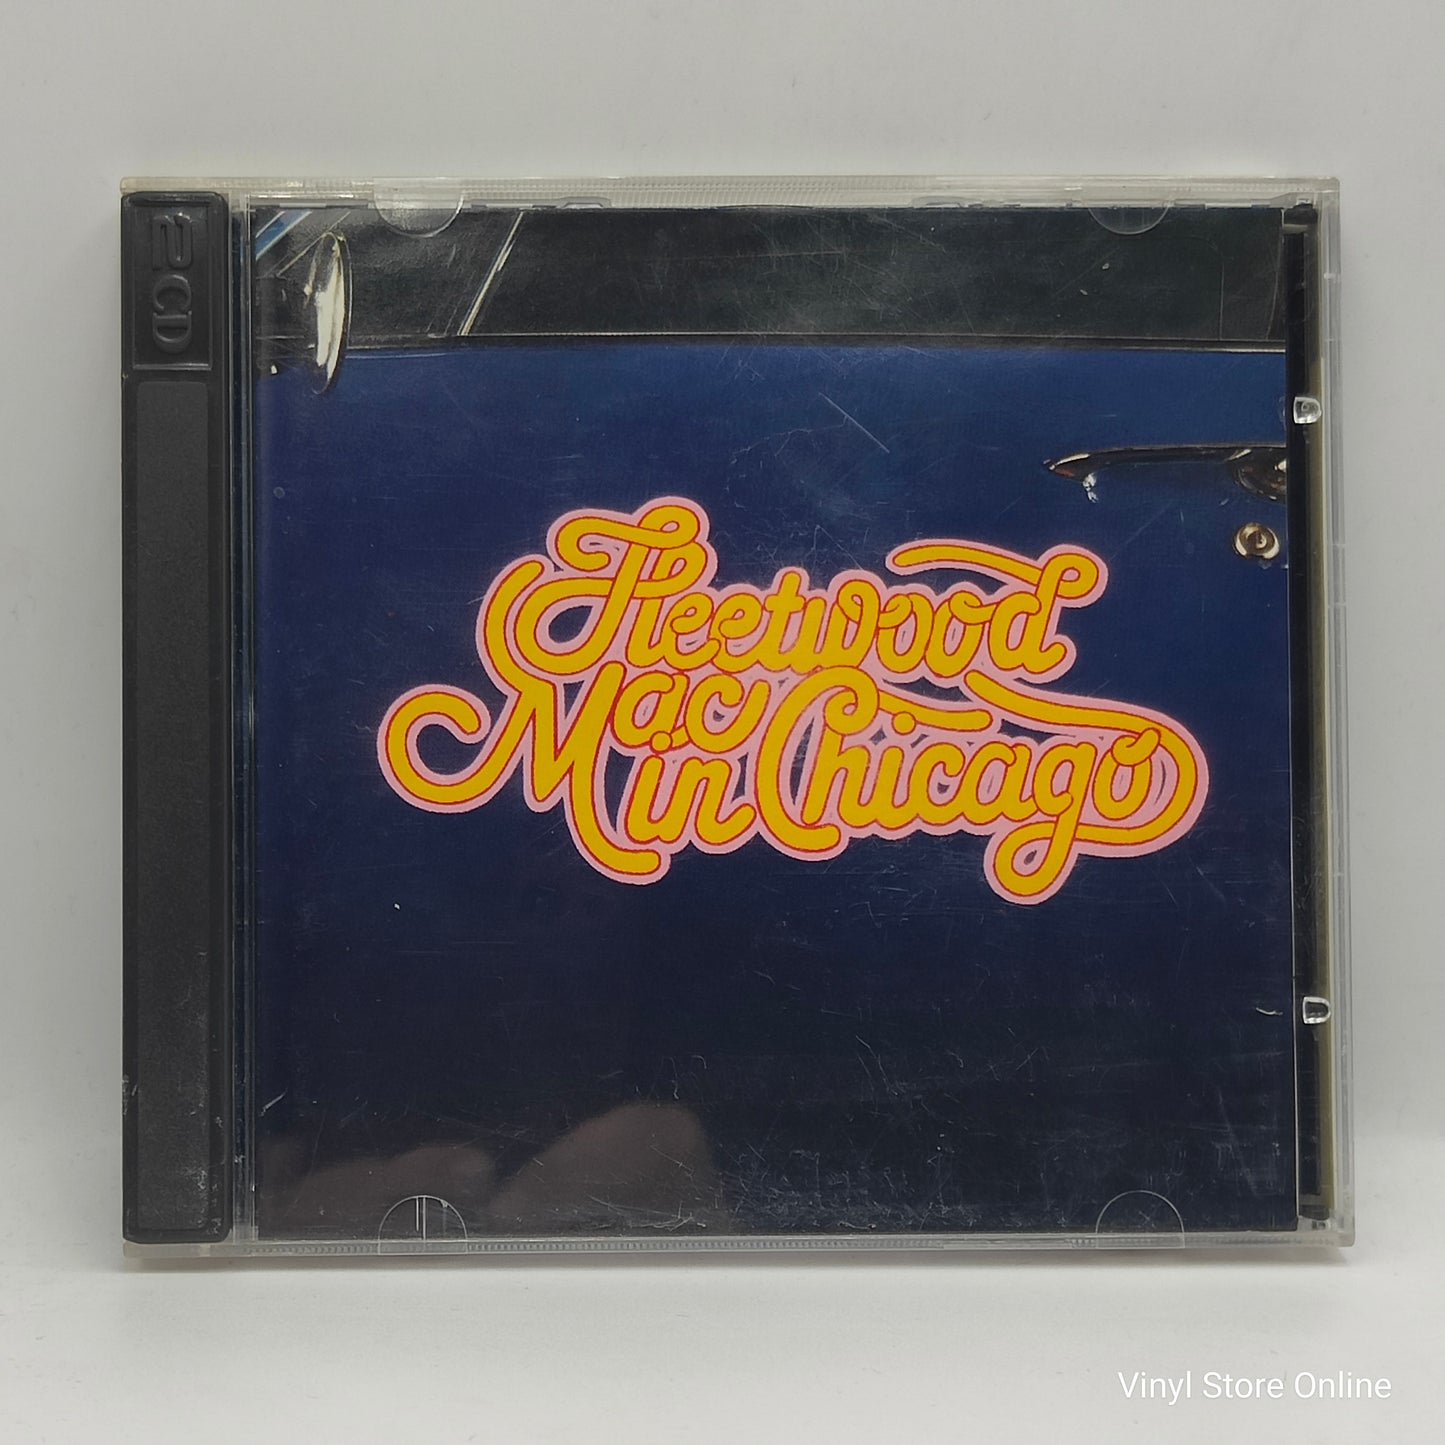 2CD
Fleetwood
Mac in Chicago
Vinyl Store Online